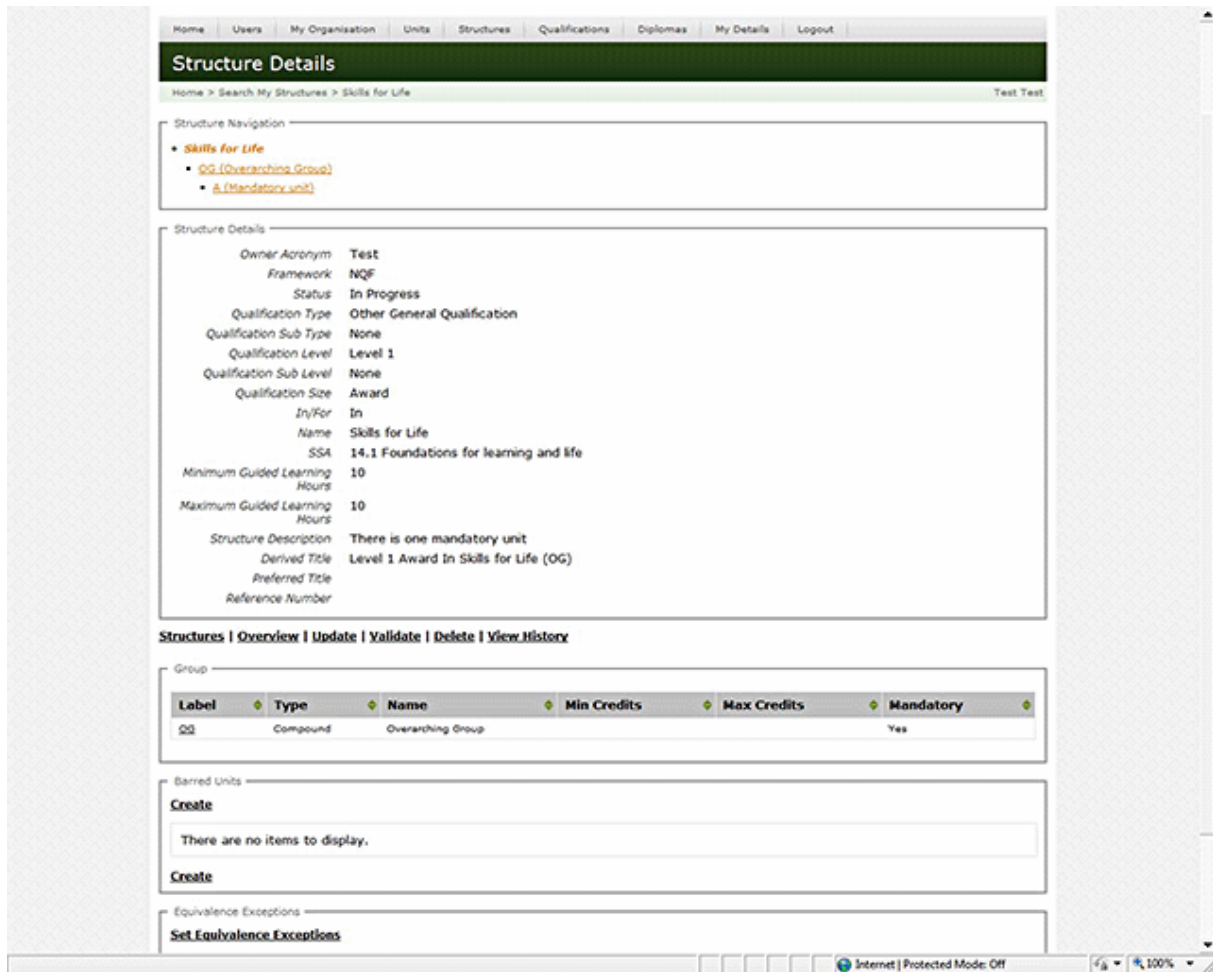 Home Users My Organisation Units Structures Qualifications Diplomas My Details Logout
Structure Details
Home > Search My Structures > Skills for Life Test Test
Structure Navigation
Skills for Life
OG (Overarching Group)
A (Mandatory unit)
Structure Details
Owner Acronym Test
Framework NQF
Status In Progress
Qualification Type Other General Qualification
Qualification Sub Type None
Qualification Level Level 1
Qualification Sub Level None
Qualification Size Award
In/For In
Name Skills for Life
SSA 14.1 Foundations for learning and life
Minimum Guided Learning 10
Hours
Maximum Guided Learning 10
Hours
Structure Description There is one mandatory unit
Derived Title Level 1 Award In Skills for Life (OG)
Preferred Title
Reference Number
Structures | Overview | Update | Validate | Delete | View History
Group
Label Type Name Min Credits Max Credits Mandatory
OG Compound Overarching Group Yes
Barred Units
Create
There are no items to display.
Create
Equivalence Exceptions
Set Equivalence Exceptions
Internet | Protected Mode: Off 100%